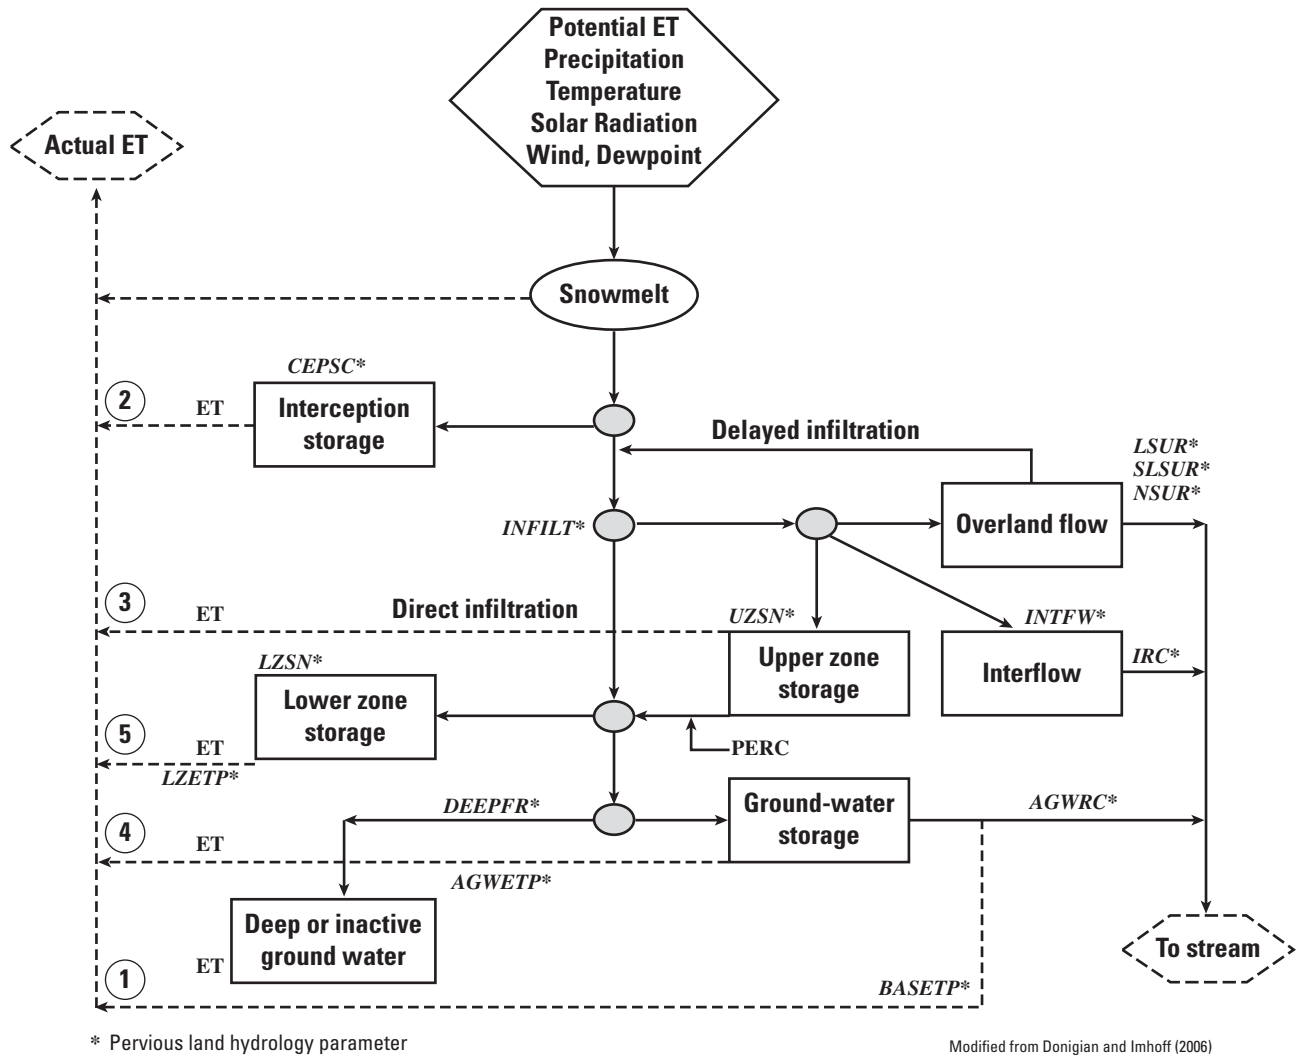 Potential ET
Precipitation
Temperature
Solar Radiation
Wind, Dewpoint
Actual ET
Snowmelt
CEPSC*
2
ET
Interception
storage
Delayed infiltration
LSUR*
SLSUR*
NSUR*
INFILT*
Overland flow
3
ET
Direct infiltration
UZSN*
INTFW*
LZSN*
Upper zone
storage
Interflow
IRC*
Lower zone
storage
5
ET
LZETP*
PERC
DEEPFR*
Ground-water
storage
AGWRC*
4
ET
AGWETP*
Deep or inactive
ground water
To stream
1
ET
BASETP*
* Pervious land hydrology parameter
Modified from Donigian and Imhoff (2006)